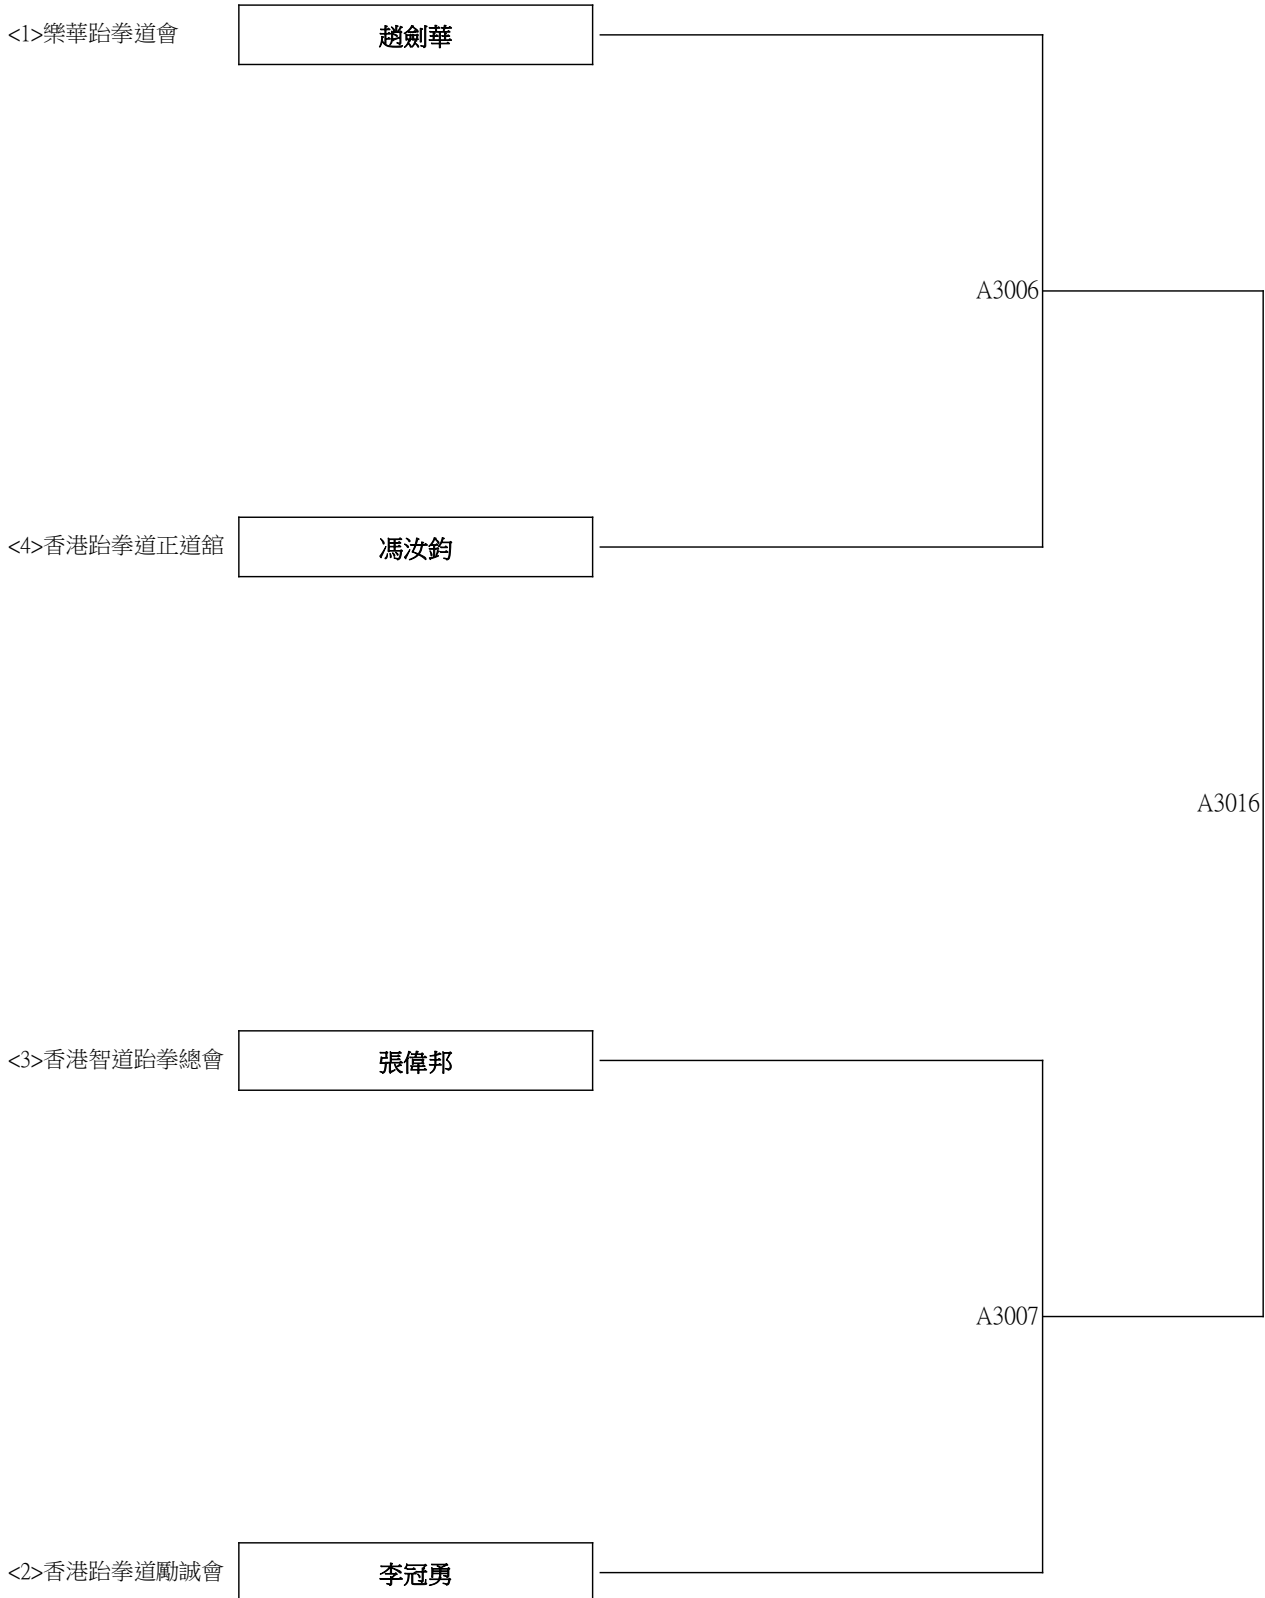 <1>樂華跆拳道會 趙劍華
A3006
<4>香港跆拳道正道舘 馮汝鈞
A3016
<3>香港智道跆拳總會 張偉邦
A3007
<2>香港跆拳道勵誠會 李冠勇